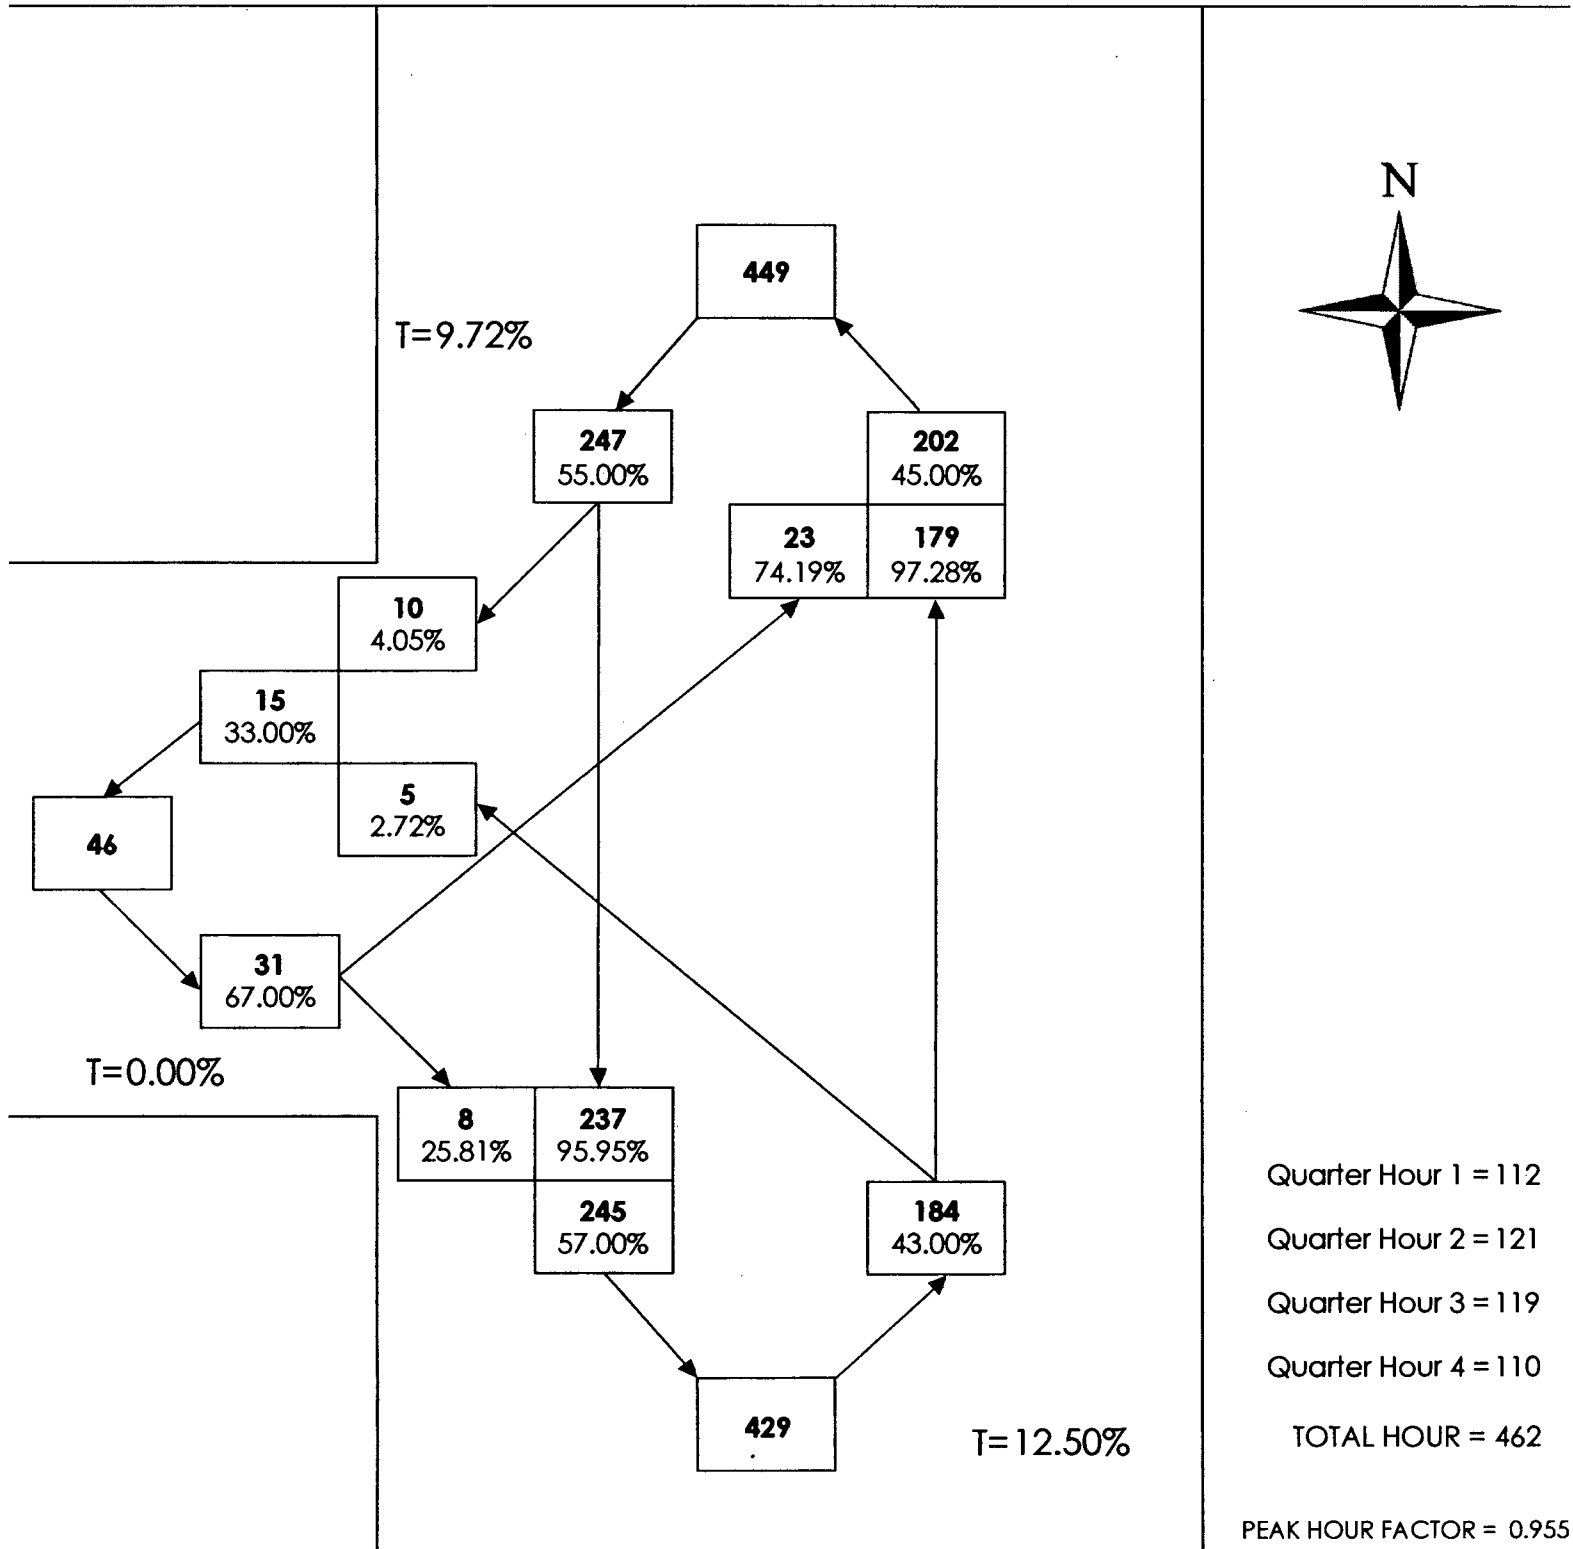 N
449
T=9.72%
247
55.00%
202
45.00%
23
74.19%
179
97.28%
10
4.05%
15
33.00%
5
2.72%
46
31
67.00%
T=0.00%
8
25.81%
237
95.95%
245
57.00%
184
43.00%
429
T=12.50%
Quarter Hour 1 = 112
Quarter Hour 2 = 121
Quarter Hour 3 = 119
Quarter Hour 4 = 110
TOTAL HOUR = 462
PEAK HOUR FACTOR = 0.955